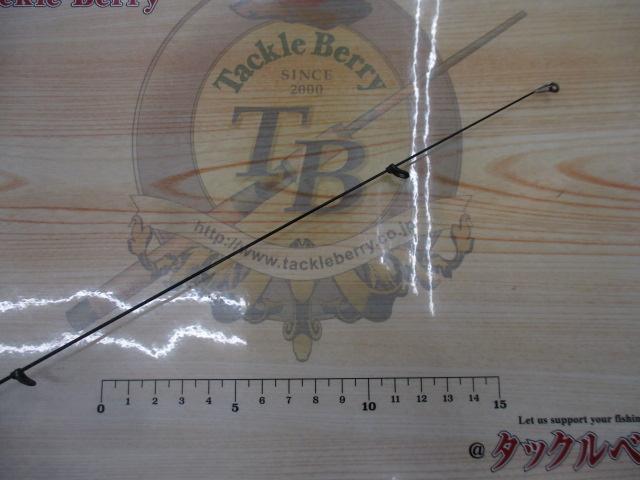 Tackle Berry
Tackle Berry
SINCE
2000
TB
http://www.tackleberry.co.jp
0 1 2 3 4 5 6 7 8 9 10 11 12 13 14 15
Let us support your fishin
@ タックルベ